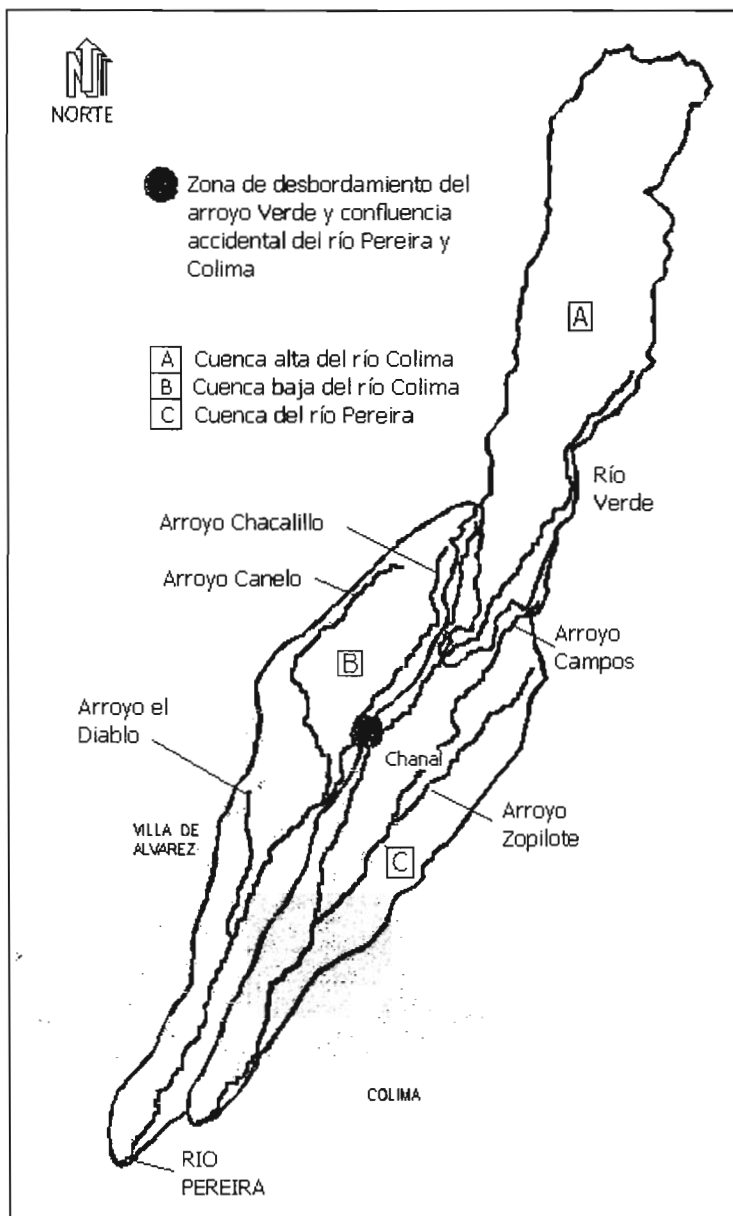 N
NORTE
Zona de desbordamiento del
arroyo Verde y confluencia
accidental del río Pereira y
Colima
A
A Cuenca alta del río Colima
B Cuenca baja del río Colima
C Cuenca del río Pereira
Río
Verde
Arroyo Chacalillo
Arroyo Canelo
Arroyo
Campos
B
Arroyo el
Diablo
Chanal
Arroyo
Zopilote
VILLA DE
ALVAREZ
C
COLIMA
RIO
PEREIRA